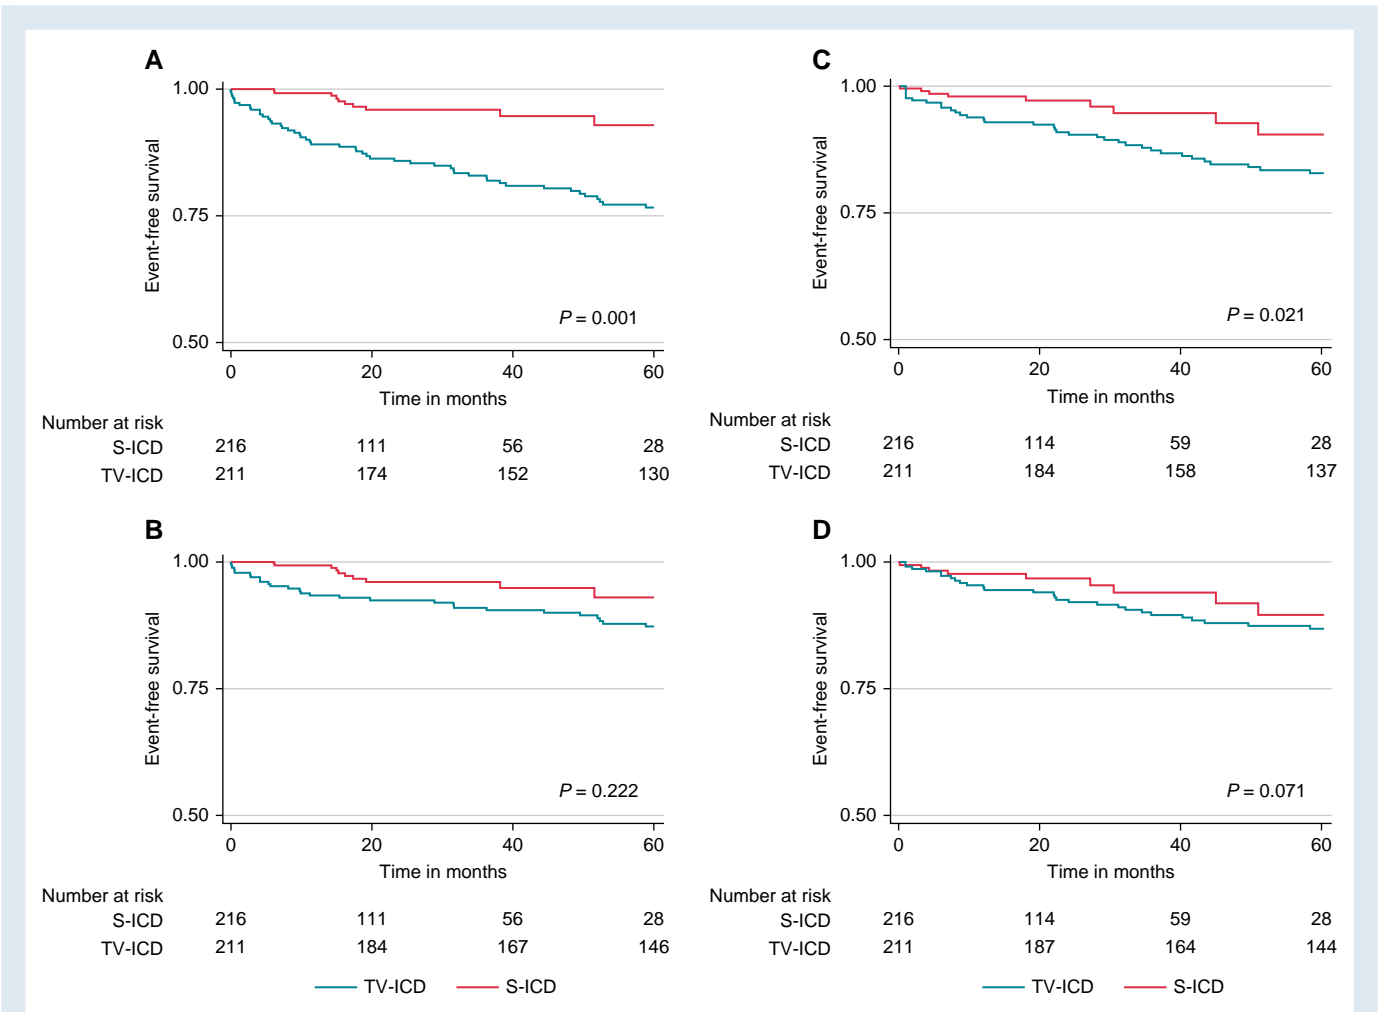 A
1.00
0.75
0.50
Event-free survival
P = 0.001
0 20 40 60
Time in months
Number at risk
S-ICD 216 111 56 28
TV-ICD 211 174 152 130
B
1.00
0.75
0.50
Event-free survival
P = 0.222
0 20 40 60
Time in months
Number at risk
S-ICD 216 111 56 28
TV-ICD 211 184 167 146
TV-ICD S-ICD
C
1.00
0.75
0.50
Event-free survival
P = 0.021
0 20 40 60
Time in months
Number at risk
S-ICD 216 114 59 28
TV-ICD 211 184 158 137
D
1.00
0.75
0.50
Event-free survival
P = 0.071
0 20 40 60
Time in months
Number at risk
S-ICD 216 114 59 28
TV-ICD 211 187 164 144
TV-ICD S-ICD